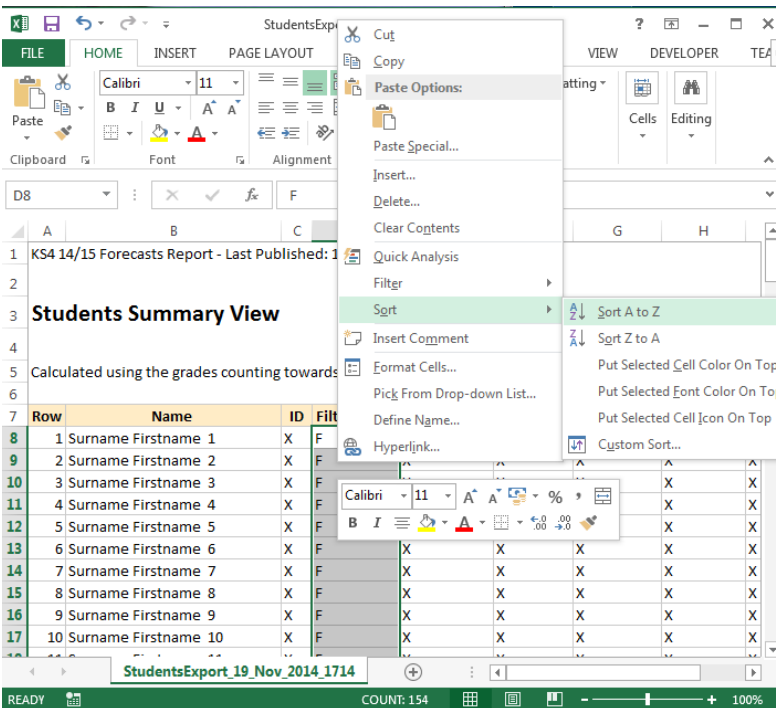 StudentsExpo
?
FILE HOME INSERT PAGE LAYOUT VIEW DEVELOPER TEA
Paste
Calibri 11
B I U A A
A
atting
Cells Editing
Clipboard Font Alignment
D8 fx F
A B C G H
1 KS4 14/15 Forecasts Report - Last Published: 1
2
3 Students Summary View
4
5 Calculated using the grades counting towards
6
7 Row Name ID Filt
8 1 Surname Firstname 1 X F
9 2 Surname Firstname 2 X F X X X X X
10 3 Surname Firstname 3 X F X X
11 4 Surname Firstname 4 X F X X
12 5 Surname Firstname 5 X F X X
13 6 Surname Firstname 6 X F X X X X X
14 7 Surname Firstname 7 X F X X X X X
15 8 Surname Firstname 8 X F X X X X X
16 9 Surname Firstname 9 X F X X X X X
17 10 Surname Firstname 10 X F X X X X X
Cut
Copy
Paste Options:
Paste Special...
Insert...
Delete...
Clear Contents
Quick Analysis
Filter
Sort
Insert Comment
Format Cells...
Pick From Drop-down List...
Define Name...
Hyperlink...
Sort A to Z
Sort Z to A
Put Selected Cell Color On Top
Put Selected Font Color On To
Put Selected Cell Icon On Top
Custom Sort...
Calibri 11 A A % ,
B I A .00 .00
StudentsExport_19_Nov_2014_1714
READY COUNT: 154 100%